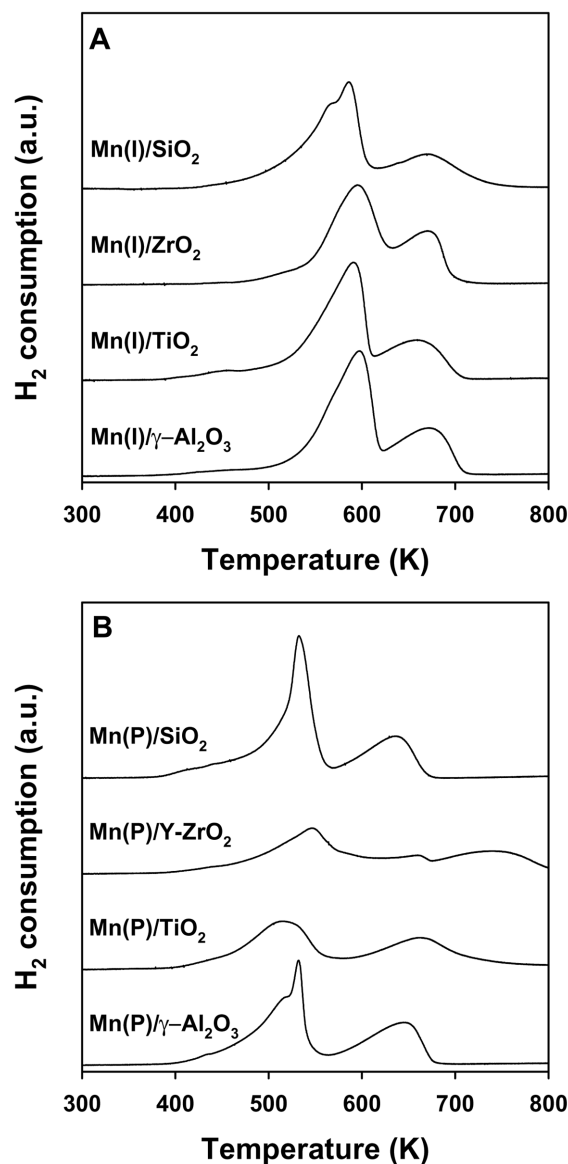 A
H2 consumption (a.u.)
Mn(I)/SiO2
Mn(I)/ZrO2
Mn(I)/TiO2
Mn(I)/γ–Al2O3
300 400 500 600 700 800
Temperature (K)
B
H2 consumption (a.u.)
Mn(P)/SiO2
Mn(P)/Y-ZrO2
Mn(P)/TiO2
Mn(P)/γ–Al2O3
300 400 500 600 700 800
Temperature (K)